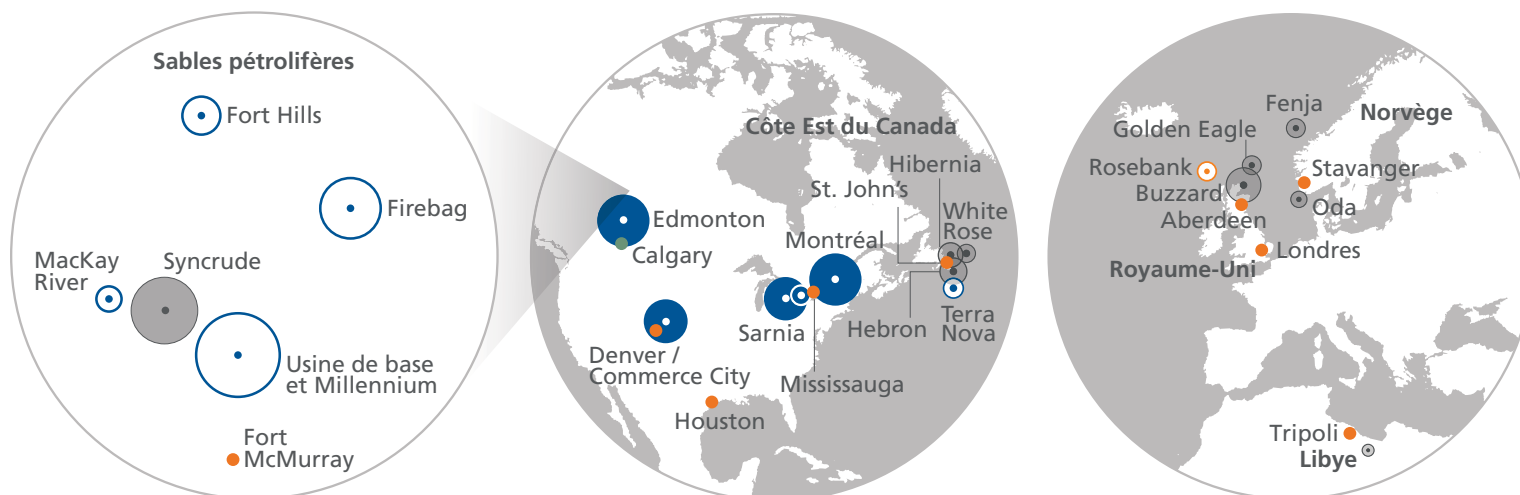 Sables pétrolifères
Fort Hills
Firebag
MacKay
River
Syncrude
Usine de base
et Millennium
Fort
McMurray
Côte Est du Canada
Hibernia
St. John's
White
Rose
Edmonton
Montréal
Calgary
Sarnia
Hebron
Terra
Nova
Denver /
Commerce City
Mississauga
Houston
Fenja
Norvège
Golden Eagle
Rosebank
Stavanger
Buzzard
Oda
Aberdeen
Londres
Royaume-Uni
Tripoli
Libye